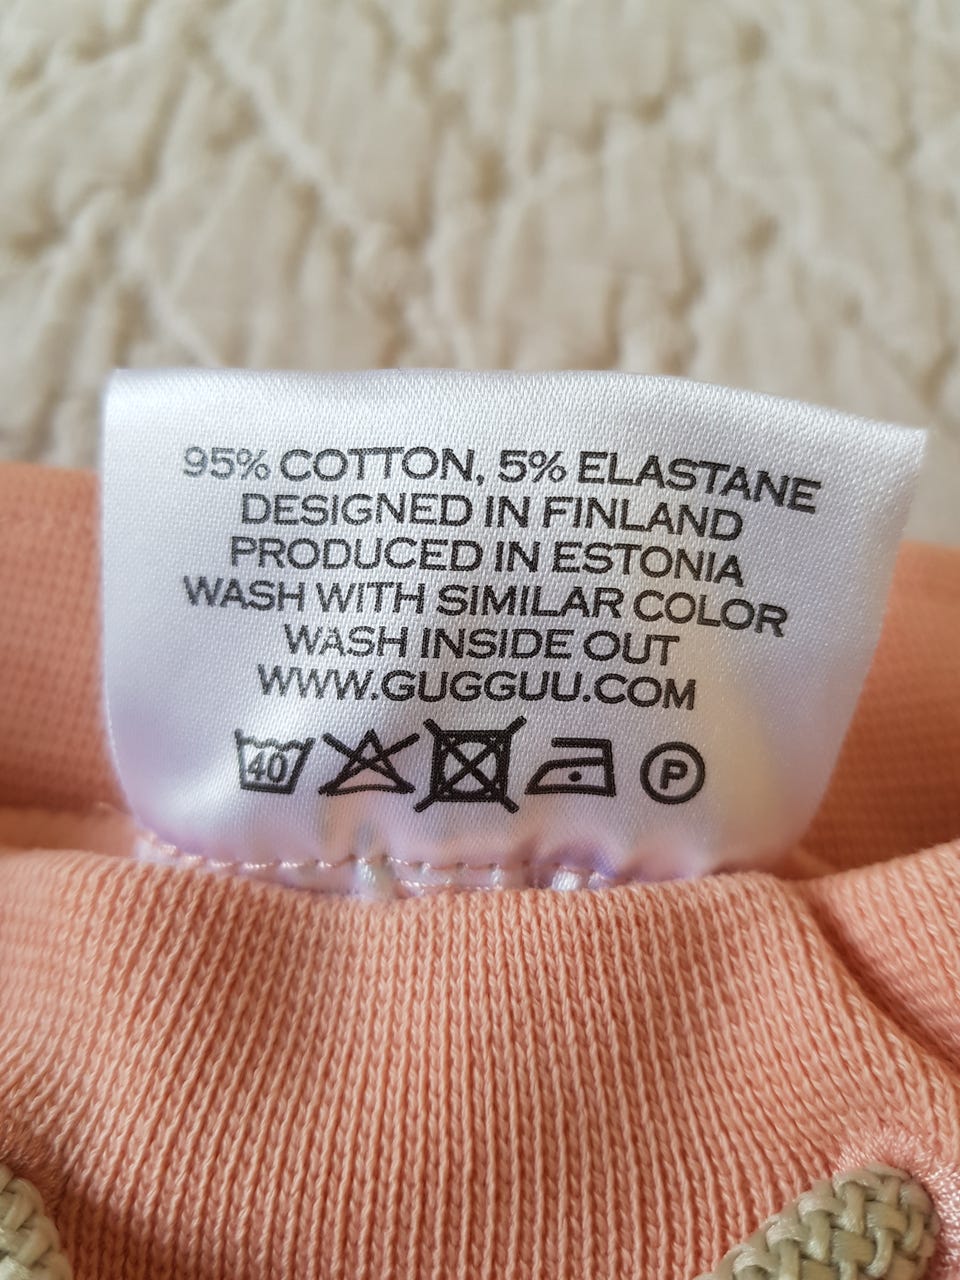 95% COTTON, 5% ELASTANE
DESIGNED IN FINLAND
PRODUCED IN ESTONIA
WASH WITH SIMILAR COLOR
WASH INSIDE OUT
WWW.GUGGUU.COM
40 P